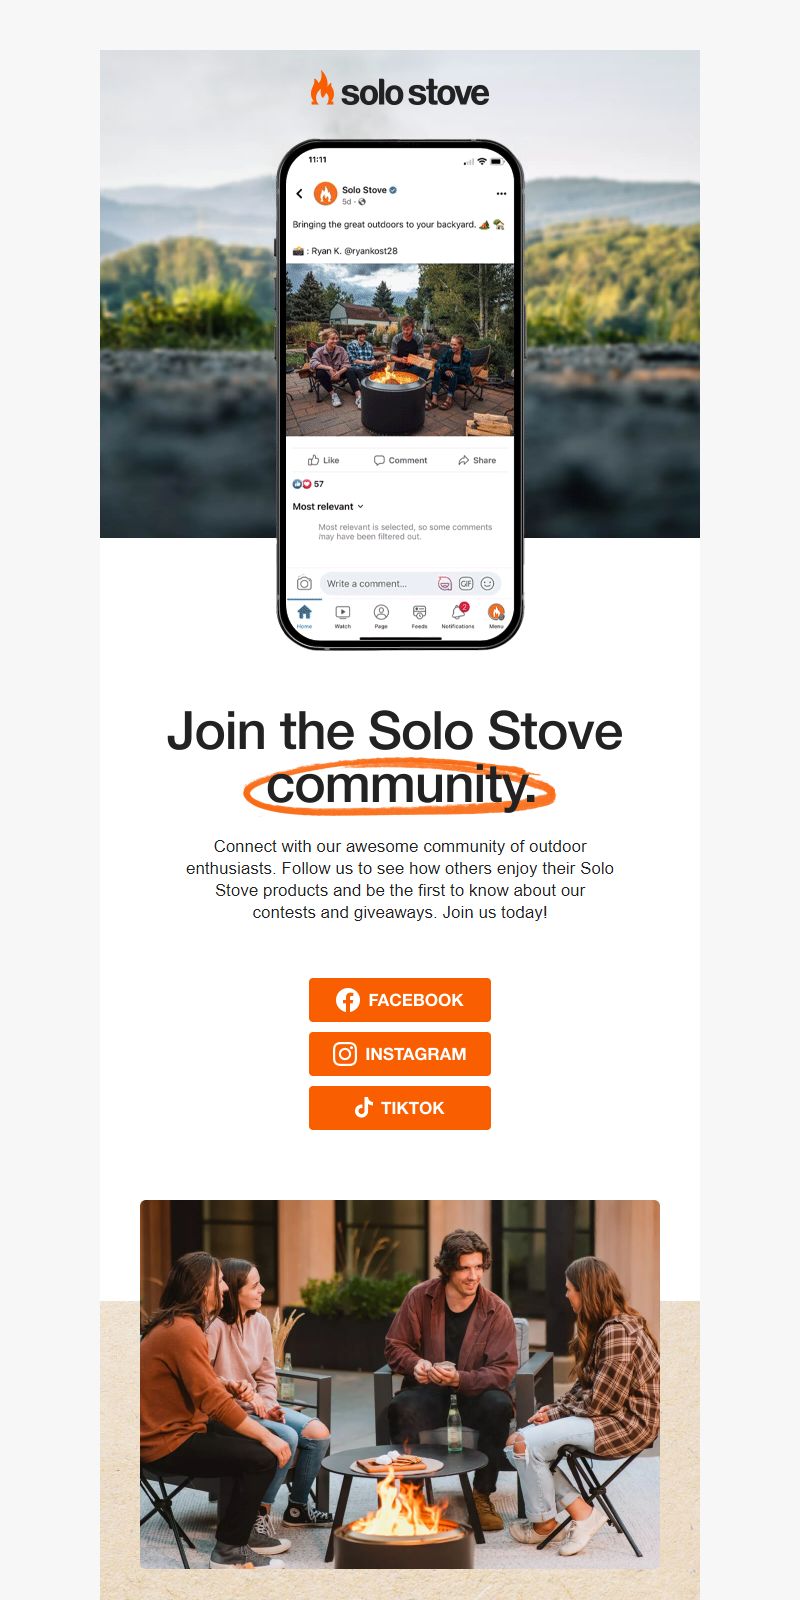 solo stove
11:11
Solo Stove
5d ·
Bringing the great outdoors to your backyard. 🏕️ 🏡
📸 : Ryan K. @ryankost28
Like Comment Share
57
Most relevant
Most relevant is selected, so some comments
may have been filtered out.
Write a comment... GIF
2
Home Watch Page Feeds Notifications Menu
Join the Solo Stove
community.
Connect with our awesome community of outdoor
enthusiasts. Follow us to see how others enjoy their Solo
Stove products and be the first to know about our
contests and giveaways. Join us today!
FACEBOOK
INSTAGRAM
TIKTOK